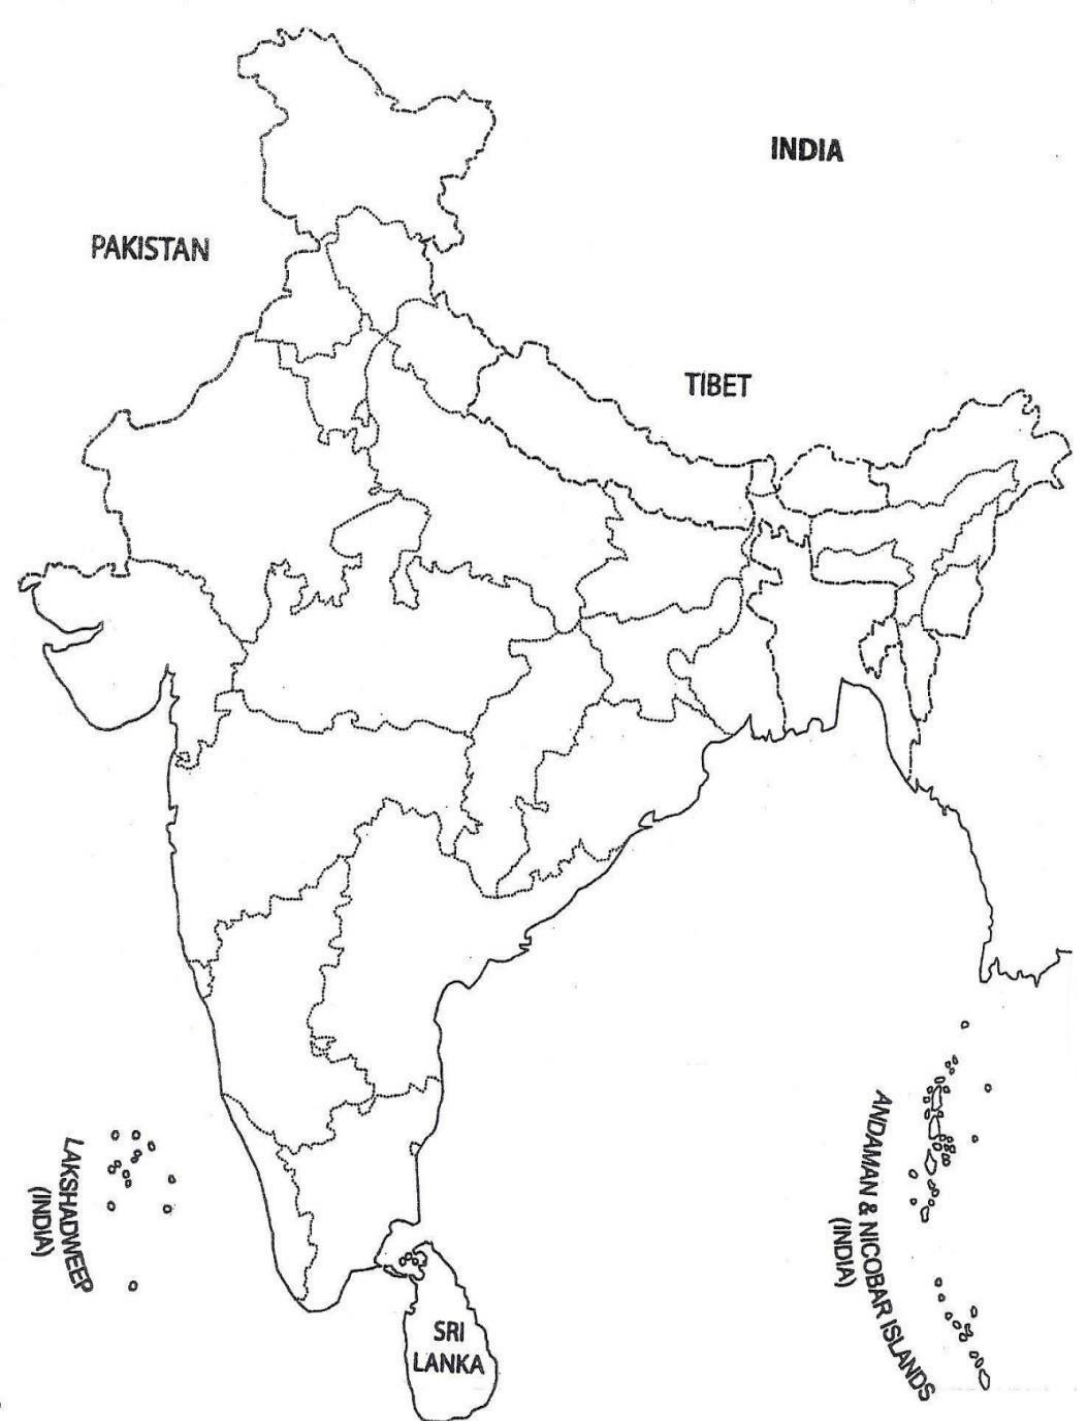 INDIA
PAKISTAN
TIBET
LAKSHADWEEP
(INDIA)
ANDAMAN & NICOBAR ISLANDS
(INDIA)
SRI
LANKA